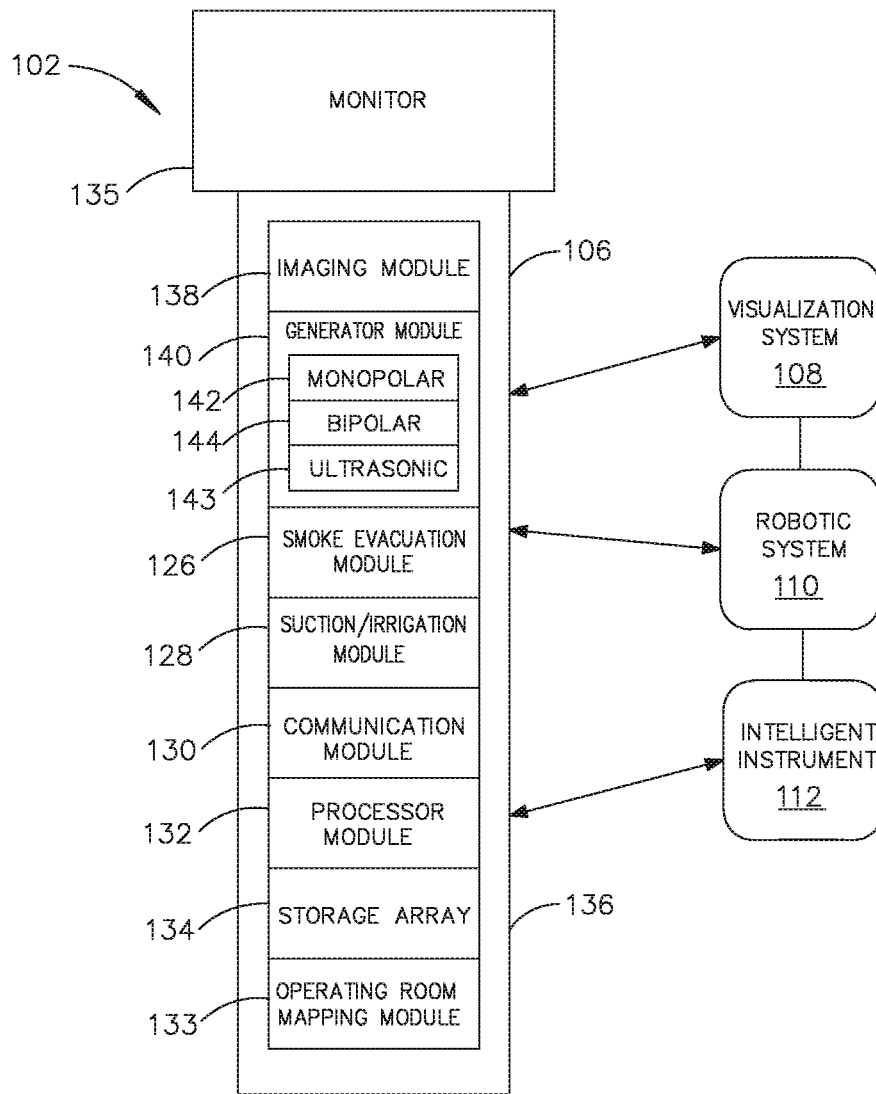 102
MONITOR
135
IMAGING MODULE
138
106
GENERATOR MODULE
140
MONOPOLAR
142
BIPOLAR
144
ULTRASONIC
143
SMOKE EVACUATION
MODULE
126
SUCTION/IRRIGATION
MODULE
128
COMMUNICATION
MODULE
130
PROCESSOR
MODULE
132
STORAGE ARRAY
134
136
OPERATING ROOM
MAPPING MODULE
133
VISUALIZATION
SYSTEM
108
ROBOTIC
SYSTEM
110
INTELLIGENT
INSTRUMENT
112